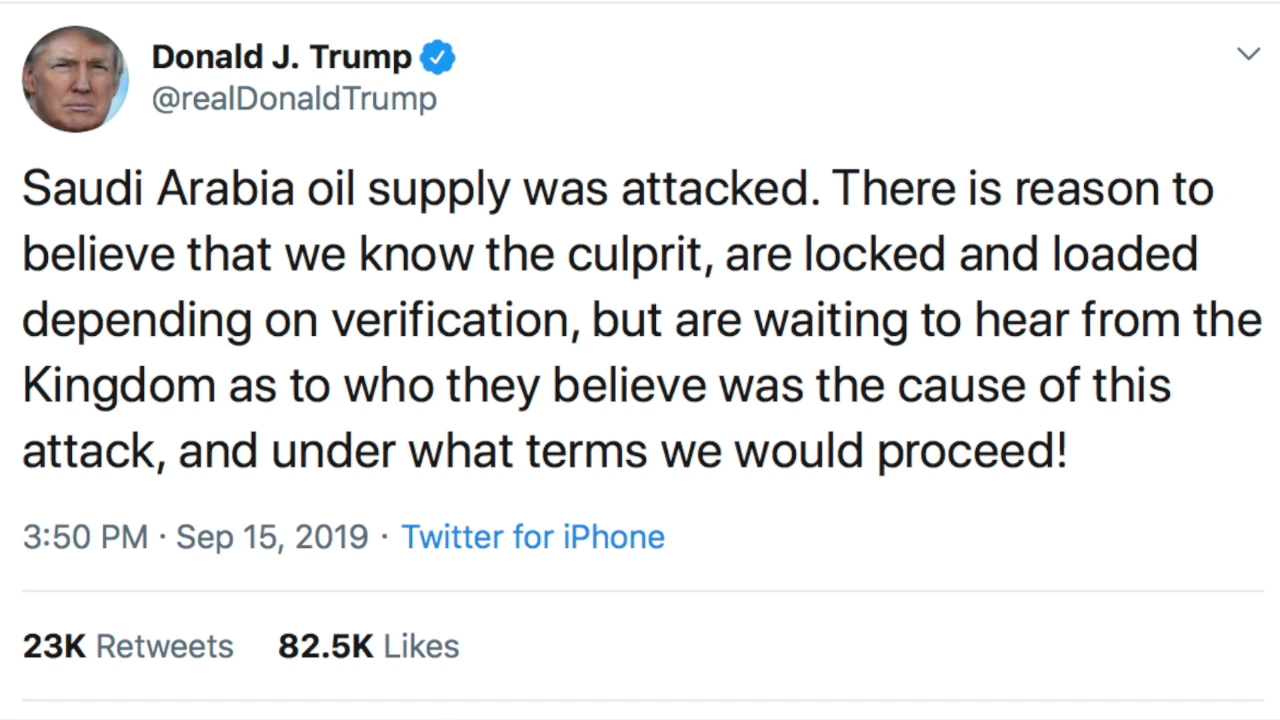 Donald J. Trump
@realDonaldTrump
Saudi Arabia oil supply was attacked. There is reason to
believe that we know the culprit, are locked and loaded
depending on verification, but are waiting to hear from the
Kingdom as to who they believe was the cause of this
attack, and under what terms we would proceed!
3:50 PM · Sep 15, 2019 · Twitter for iPhone
23K Retweets 82.5K Likes